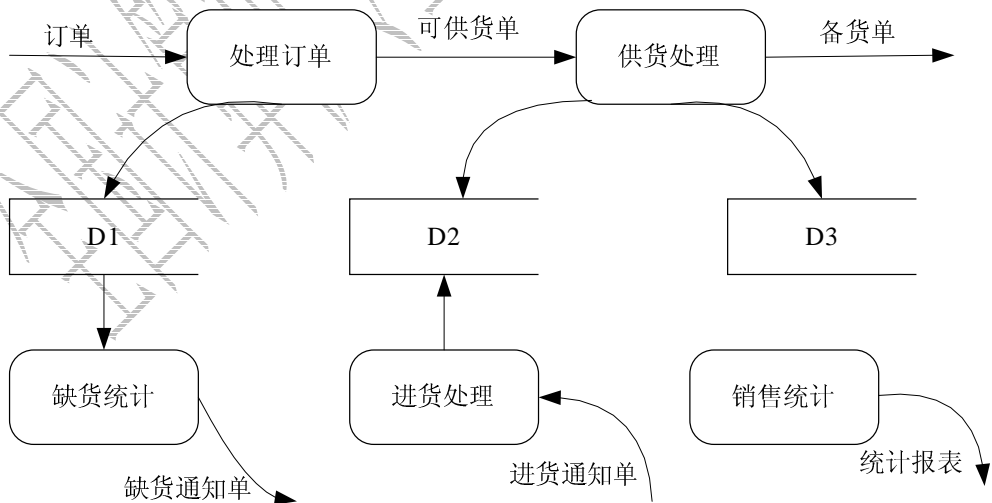 订单
处理订单
可供货单
供货处理
备货单
D1
D2
D3
缺货统计
进货处理
销售统计
缺货通知单
进货通知单
统计报表